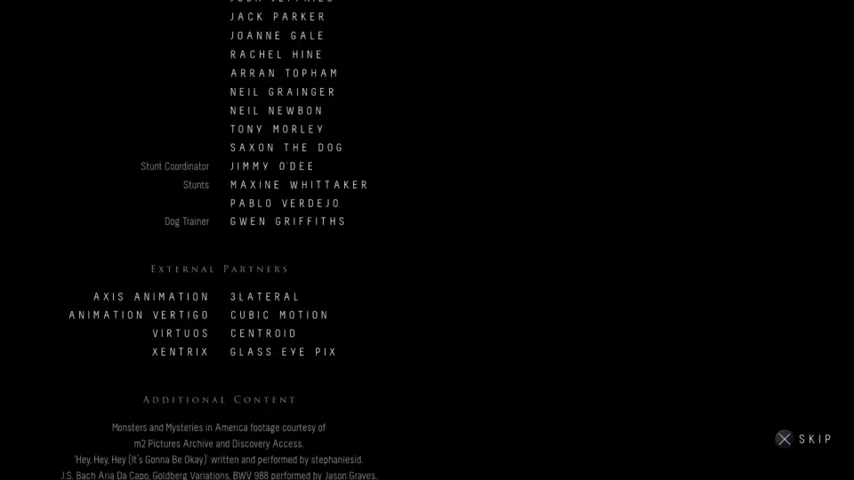 JACK PARKER
JOANNE GALE
RACHEL HINE
ARRAN TOPHAM
NEIL GRAINGER
NEIL NEWBON
TONY MORLEY
SAXON THE DOG
Stunt Coordinator JIMMY O'DEE
Stunts MAXINE WHITTAKER
PABLO VERDEJO
Dog Trainer GWEN GRIFFITHS
EXTERNAL PARTNERS
AXIS ANIMATION 3LATERAL
ANIMATION VERTIGO CUBIC MOTION
VIRTUOS CENTROID
XENTRIX GLASS EYE PIX
ADDITIONAL CONTENT
Monsters and Mysteries in America footage courtesy of
m2 Pictures Archive and Discovery Access.
'Hey, Hey, Hey (It's Gonna Be Okay)' written and performed by stephaniesid.
J.S. Bach Aria Da Capo, Goldberg Variations, BWV 988 performed by Jason Graves,
SKIP